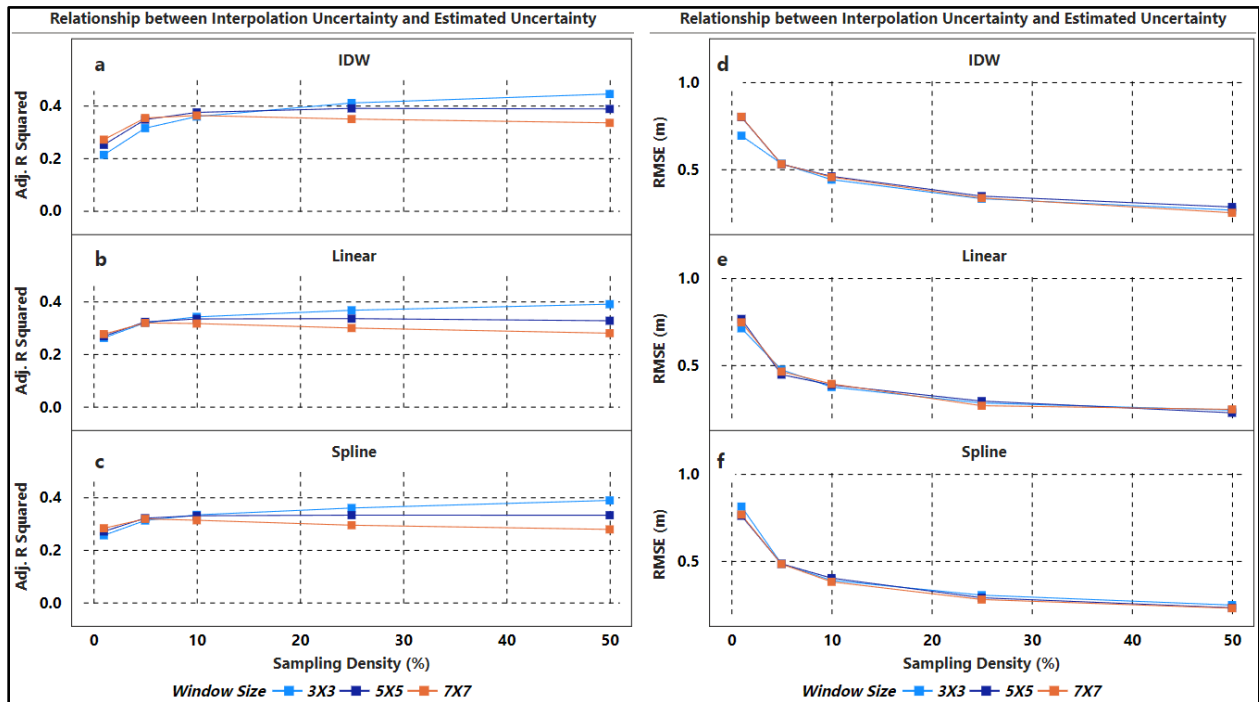 Relationship between Interpolation Uncertainty and Estimated Uncertainty
a
IDW
Adj. R Squared
0.4
0.2
0.0
b
Linear
Adj. R Squared
0.4
0.2
0.0
c
Spline
Adj. R Squared
0.4
0.2
0.0
0 10 20 30 40 50
Sampling Density (%)
Window Size 3X3 5X5 7X7
Relationship between Interpolation Uncertainty and Estimated Uncertainty
d
IDW
RMSE (m)
1.0
0.5
e
Linear
RMSE (m)
1.0
0.5
f
Spline
RMSE (m)
1.0
0.5
0 10 20 30 40 50
Sampling Density (%)
Window Size 3X3 5X5 7X7